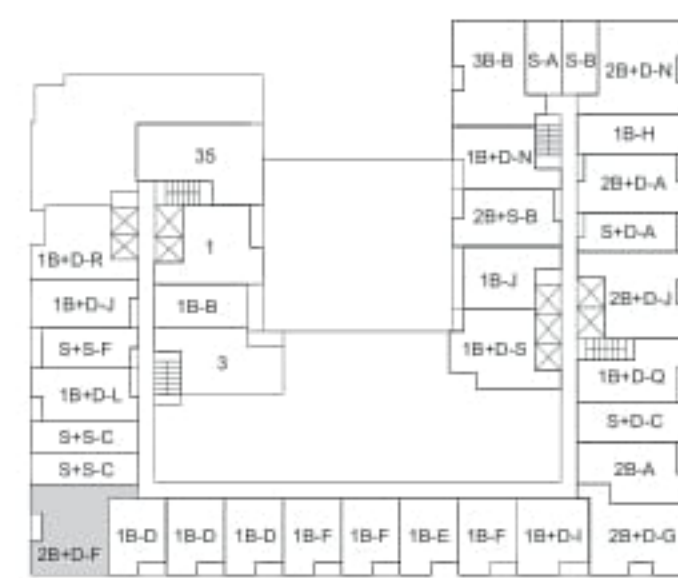 3B-B
S-A
S-B
2B+D-N
35
1B+D-N
1B-H
2B+D-A
2B+S-B
S+D-A
1B+D-R
1
1B-J
2B+D-J
1B+D-J
1B-B
S+S-F
3
1B+D-S
1B+D-Q
1B+D-L
S+D-C
S+S-C
S+S-C
2B-A
2B+D-F
1B-D
1B-D
1B-D
1B-F
1B-F
1B-E
1B-F
1B+D-I
2B+D-G